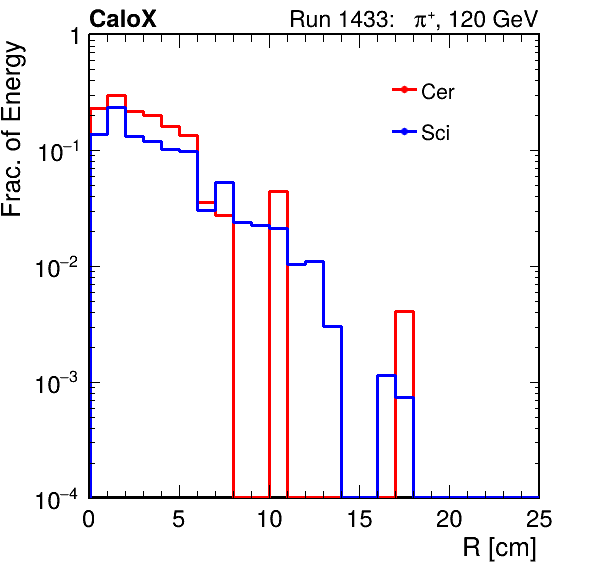 CaloX Run 1433: π⁺, 120 GeV
Frac. of Energy
1
10⁻¹
10⁻²
10⁻³
10⁻⁴
Cer
Sci
0 5 10 15 20 25
R [cm]